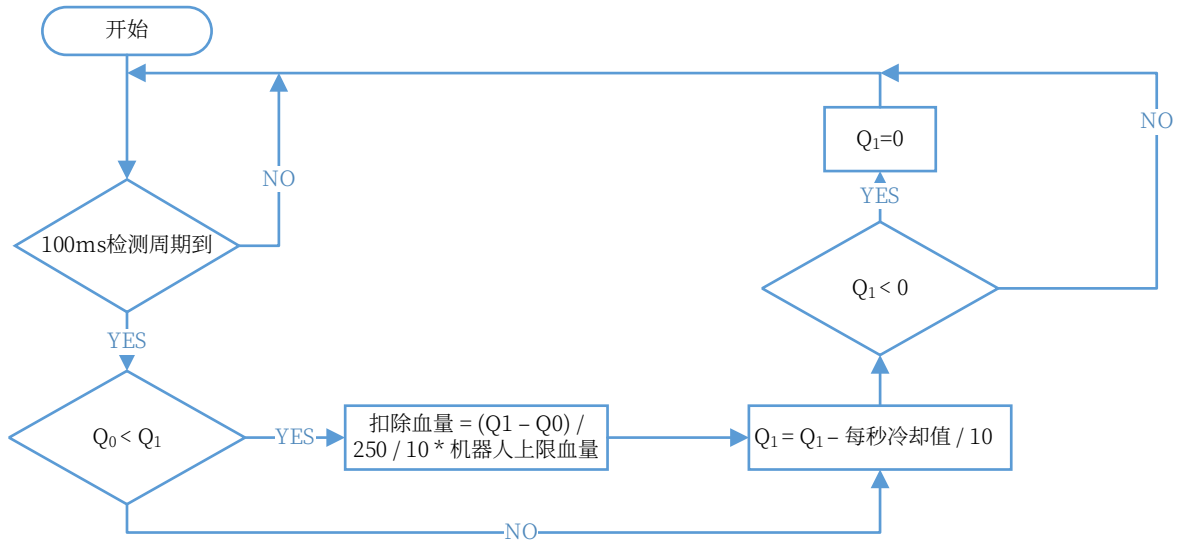 开始
NO
Q₁=0
NO
YES
100ms检测周期到
Q₁ < 0
YES
Q₀ < Q₁
YES
扣除血量 = (Q1 – Q0) /
250 / 10 * 机器人上限血量
Q₁ = Q₁ – 每秒冷却值 / 10
NO